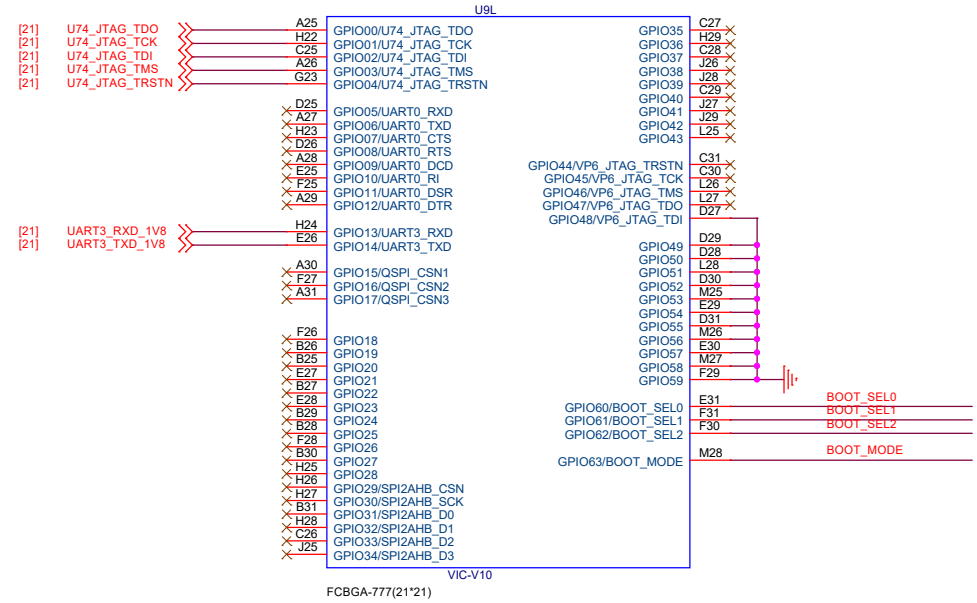 U9L
[21] U74_JTAG_TDO A25 GPIO00/U74_JTAG_TDO GPIO35 C27
[21] U74_JTAG_TCK H22 GPIO01/U74_JTAG_TCK GPIO36 H29
[21] U74_JTAG_TDI C25 GPIO02/U74_JTAG_TDI GPIO37 C28
[21] U74_JTAG_TMS A26 GPIO03/U74_JTAG_TMS GPIO38 J26
[21] U74_JTAG_TRSTN G23 GPIO04/U74_JTAG_TRSTN GPIO39 J28
GPIO40 C29
D25 GPIO05/UART0_RXD GPIO41 J27
A27 GPIO06/UART0_TXD GPIO42 J29
H23 GPIO07/UART0_CTS GPIO43 L25
D26 GPIO08/UART0_RTS
A28 GPIO09/UART0_DCD GPIO44/VP6_JTAG_TRSTN C31
E25 GPIO10/UART0_RI GPIO45/VP6_JTAG_TCK C30
F25 GPIO11/UART0_DSR GPIO46/VP6_JTAG_TMS L26
A29 GPIO12/UART0_DTR GPIO47/VP6_JTAG_TDO L27
GPIO48/VP6_JTAG_TDI D27
[21] UART3_RXD_1V8 H24 GPIO13/UART3_RXD
[21] UART3_TXD_1V8 E26 GPIO14/UART3_TXD GPIO49 D29
GPIO50 D28
A30 GPIO15/QSPI_CSN1 GPIO51 L28
F27 GPIO16/QSPI_CSN2 GPIO52 D30
A31 GPIO17/QSPI_CSN3 GPIO53 M25
GPIO54 E29
GPIO55 D31
F26 GPIO18 GPIO56 M26
B26 GPIO19 GPIO57 E30
B25 GPIO20 GPIO58 M27
E27 GPIO21 GPIO59 F29
B27 GPIO22
E28 GPIO23 GPIO60/BOOT_SEL0 E31 BOOT_SEL0
B29 GPIO24 GPIO61/BOOT_SEL1 F31 BOOT_SEL1
B28 GPIO25 GPIO62/BOOT_SEL2 F30 BOOT_SEL2
F28 GPIO26
B30 GPIO27 GPIO63/BOOT_MODE M28 BOOT_MODE
H25 GPIO28
H26 GPIO29/SPI2AHB_CSN
H27 GPIO30/SPI2AHB_SCK
B31 GPIO31/SPI2AHB_D0
H28 GPIO32/SPI2AHB_D1
C26 GPIO33/SPI2AHB_D2
J25 GPIO34/SPI2AHB_D3
VIC-V10
FCBGA-777(21*21)